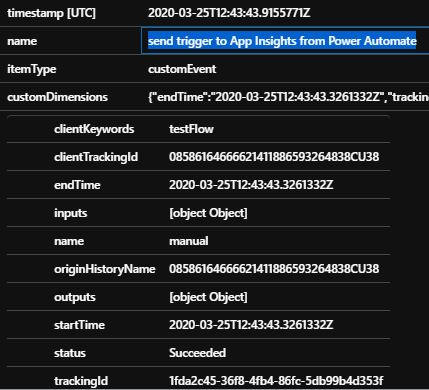 timestamp [UTC] 2020-03-25T12:43:43.9155771Z
name send trigger to App Insights from Power Automate
itemType customEvent
customDimensions {"endTime":"2020-03-25T12:43:43.3261332Z","trackin
clientKeywords testFlow
clientTrackingId 08586164666621411886593264838CU38
endTime 2020-03-25T12:43:43.3261332Z
inputs [object Object]
name manual
originHistoryName 08586164666621411886593264838CU38
outputs [object Object]
startTime 2020-03-25T12:43:43.3261332Z
status Succeeded
trackingId 1fda2c45-36f8-4fb4-86fc-5db99b4d353f